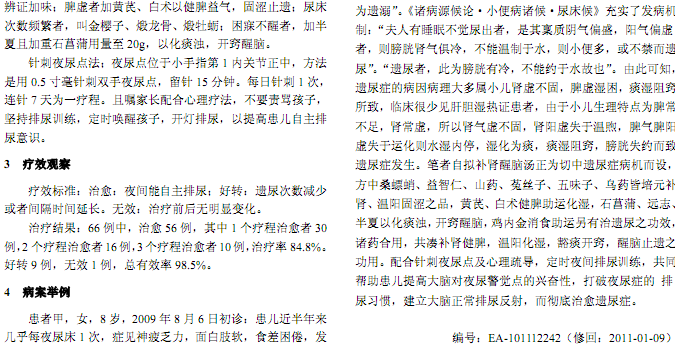 辨证加味：脾虚者加黄芪、白术以健脾益气，固涩止遗；尿床
次数频繁者，加金樱子、煅龙骨、煅牡蛎；困寐不醒者，加半
夏且加重石菖蒲用量至 20g，以化痰浊，开窍醒脑。
针刺夜尿点法：夜尿点位于小手指第 1 内关节正中，方法
是用 0.5 寸毫针刺双手夜尿点，留针 15 分钟。每日针刺 1 次，
连针 7 天为一疗程。且嘱家长配合心理疗法，不要责骂孩子，
坚持排尿训练，定时唤醒孩子，开灯排尿，以提高患儿自主排
尿意识。
3 疗效观察
疗效标准：治愈：夜间能自主排尿；好转：遗尿次数减少
或者间隔时间延长。无效：治疗前后无明显变化。
治疗结果：66 例中，治愈 56 例，其中 1 个疗程治愈者 30
例，2 个疗程治愈者 16 例，3 个疗程治愈者 10 例，治疗率 84.8%。
好转 9 例，无效 1 例，总有效率 98.5%。
4 病案举例
患者甲，女，8 岁，2009 年 8 月 6 日初诊：患儿近半年来
几乎每夜尿床 1 次，症见神疲乏力，面白肢软，食差困倦，发
为遗溺”。《诸病源候论·小便病诸候·尿床候》充实了发病机
制：“夫人有睡眠不觉尿出者，是其禀质阴气偏盛，阳气偏虚
者，则膀胱肾气俱冷，不能温制于水，则小便多，或不禁而遗
尿”。“遗尿者，此为膀胱有冷，不能约于水故也”。由此可知，
遗尿症的病因病理大多属小儿肾虚不固，脾虚湿困，痰湿阻窍
所致，临床很少见肝胆湿热证患者，由于小儿生理特点为脾常
不足，肾常虚，所以肾气虚不固，肾阳虚失于温煦，脾气脾阳
虚失于运化则水湿内停，湿化为痰，痰湿阻窍，膀胱失约而致
遗尿症发生。笔者自拟补肾醒脑汤正为切中遗尿症病机而设，
方中桑螵蛸、益智仁、山药、菟丝子、五味子、乌药皆培元补
肾、温阳固涩之品，黄芪、白术健脾助运化湿，石菖蒲、远志、
半夏以化痰浊，开窍醒脑，鸡内金消食助运另有治遗尿之功效，
诸药合用，共凑补肾健脾，温阳化湿，豁痰开窍，醒脑止遗之
功用。配合针刺夜尿点及心理疏导，定时夜间排尿训练，共同
帮助患儿提高大脑对夜尿警觉点的兴奋性，打破夜尿症的 排
尿习惯，建立大脑正常排尿反射，而彻底治愈遗尿症。
编号：EA-101112242（修回：2011-01-09）